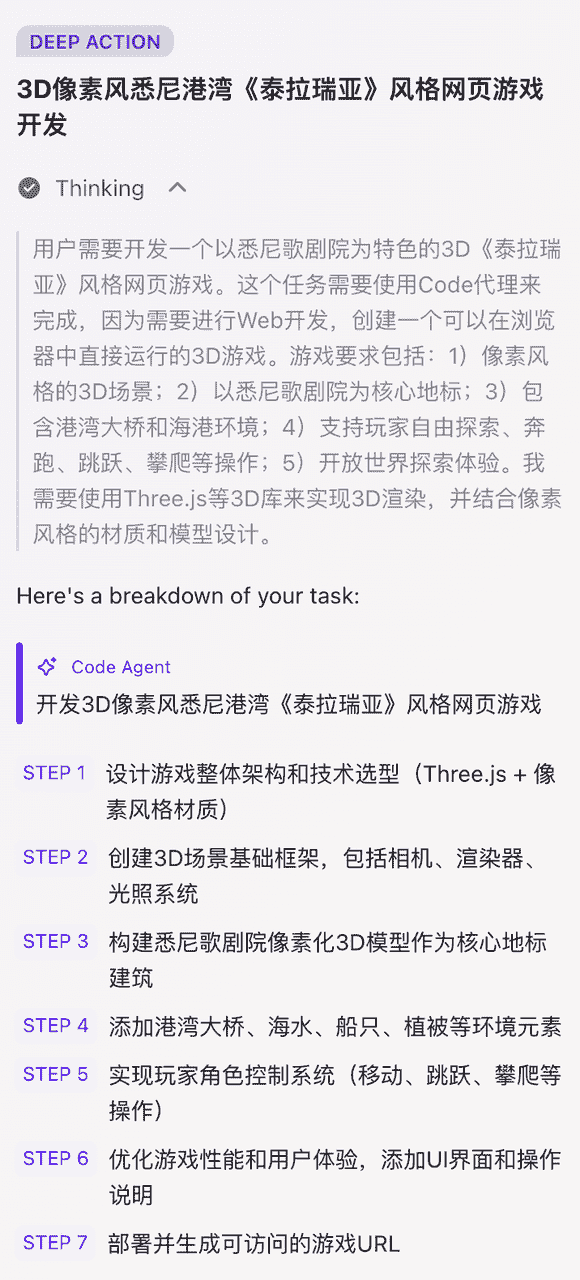 DEEP ACTION
3D像素风悉尼港湾《泰拉瑞亚》风格网页游戏
开发
Thinking
用户需要开发一个以悉尼歌剧院为特色的3D《泰拉瑞
亚》风格网页游戏。这个任务需要使用Code代理来
完成，因为需要进行Web开发，创建一个可以在浏览
器中直接运行的3D游戏。游戏要求包括：1）像素风
格的3D场景；2）以悉尼歌剧院为核心地标；3）包
含港湾大桥和海港环境；4）支持玩家自由探索、奔
跑、跳跃、攀爬等操作；5）开放世界探索体验。我
需要使用Three.js等3D库来实现3D渲染，并结合像素
风格的材质和模型设计。
Here's a breakdown of your task:
Code Agent
开发3D像素风悉尼港湾《泰拉瑞亚》风格网页游戏
STEP 1 设计游戏整体架构和技术选型（Three.js + 像
素风格材质）
STEP 2 创建3D场景基础框架，包括相机、渲染器、
光照系统
STEP 3 构建悉尼歌剧院像素化3D模型作为核心地标
建筑
STEP 4 添加港湾大桥、海水、船只、植被等环境元素
STEP 5 实现玩家角色控制系统（移动、跳跃、攀爬等
操作）
STEP 6 优化游戏性能和用户体验，添加UI界面和操作
说明
STEP 7 部署并生成可访问的游戏URL